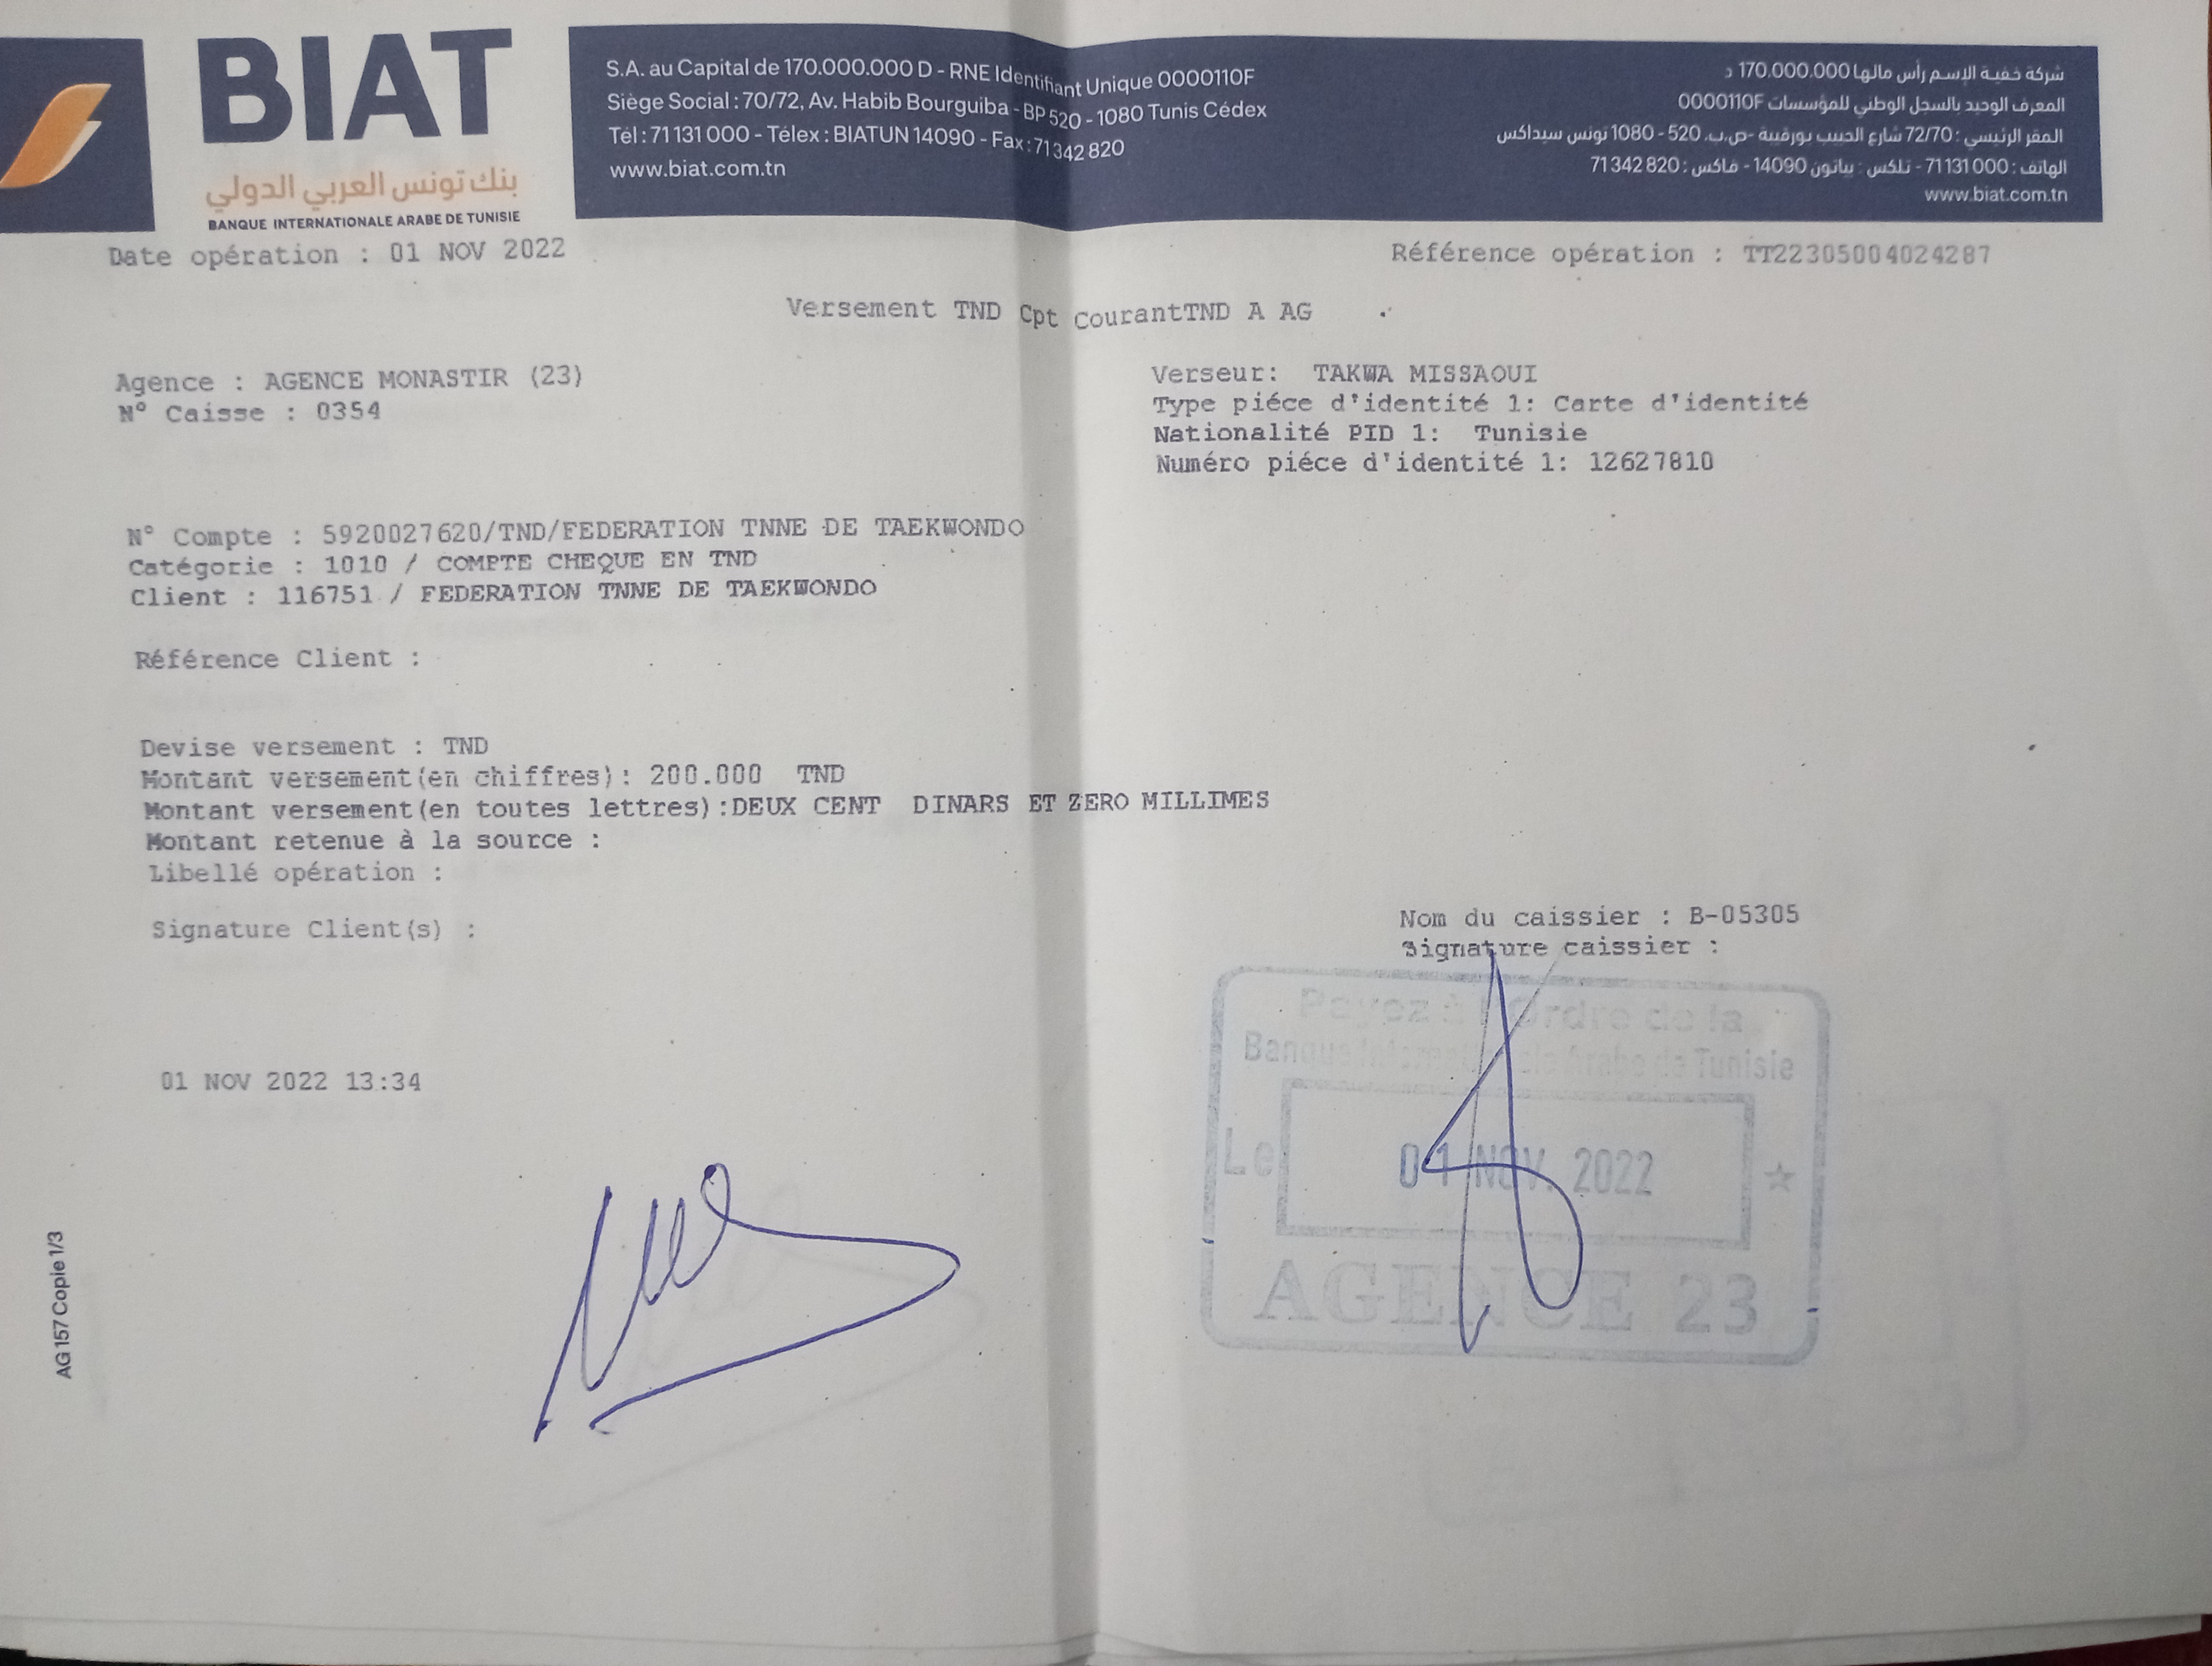 BIAT
بنك تونس العربي الدولي
BANQUE INTERNATIONALE ARABE DE TUNISIE
S.A. au Capital de 170.000.000 D - RNE Identifiant Unique 0000110F
Siège Social : 70/72, Av. Habib Bourguiba - BP 520 - 1080 Tunis Cédex
Tél : 71 131 000 - Télex : BIATUN 14090 - Fax : 71 342 820
www.biat.com.tn
شركة خفية الإسم رأس مالها 170.000.000 د
المعرف الوحيد بالسجل الوطني للمؤسسات 0000110F
المقر الرئيسي : 72/70 شارع الحبيب بورقيبة -ص.ب. 520 - 1080 تونس سيداكس
الهاتف : 71 131 000 - تلكس : بياتون 14090 - فاكس : 71 342 820
www.biat.com.tn
Date opération : 01 NOV 2022
Référence opération : TT22305004024287
Versement TND Cpt CourantTND A AG
Agence : AGENCE MONASTIR (23)
N° Caisse : 0354
Verseur: TAKWA MISSAOUI
Type piéce d'identité 1: Carte d'identité
Nationalité PID 1: Tunisie
Numéro piéce d'identité 1: 12627810
N° Compte : 5920027620/TND/FEDERATION TNNE DE TAEKWONDO
Catégorie : 1010 / COMPTE CHEQUE EN TND
Client : 116751 / FEDERATION TNNE DE TAEKWONDO
Référence Client :
Devise versement : TND
Montant versement(en chiffres): 200.000 TND
Montant versement(en toutes lettres):DEUX CENT DINARS ET ZERO MILLIMES
Montant retenue à la source :
Libellé opération :
Signature Client(s) :
Nom du caissier : B-05305
Signature caissier :
Payez à l'Ordre de la
Banque Internationale Arabe de Tunisie
Le 01 NOV. 2022
AGENCE 23
01 NOV 2022 13:34
AG 157 Copie 1/3